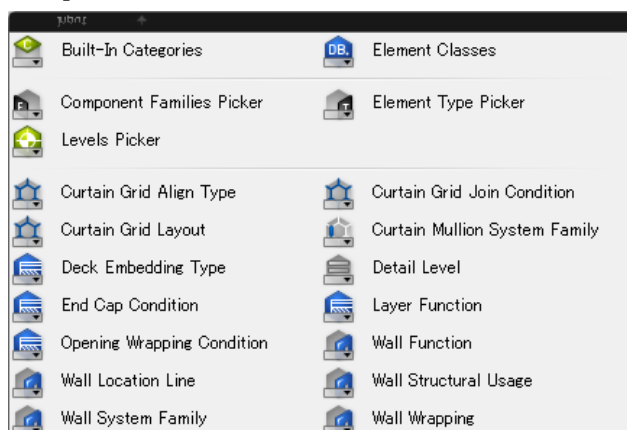 Input
Built-In Categories
Element Classes
DB.
Component Families Picker
Element Type Picker
Levels Picker
Curtain Grid Align Type
Curtain Grid Join Condition
Curtain Grid Layout
Curtain Mullion System Family
Deck Embedding Type
Detail Level
End Cap Condition
Layer Function
Opening Wrapping Condition
Wall Function
Wall Location Line
Wall Structural Usage
Wall System Family
Wall Wrapping